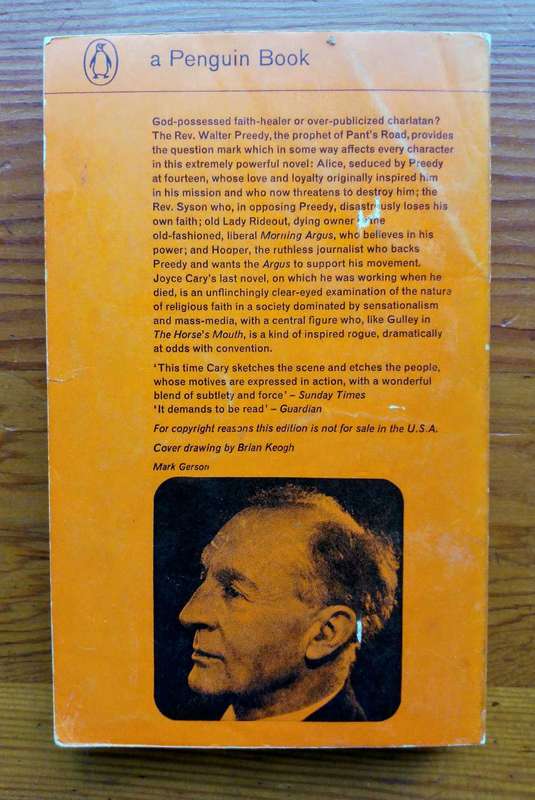 a Penguin Book
God-possessed faith-healer or over-publicized charlatan?
The Rev. Walter Preedy, the prophet of Pant's Road, provides
the question mark which in some way affects every character
in this extremely powerful novel: Alice, seduced by Preedy
at fourteen, whose love and loyalty originally inspired him
in his mission and who now threatens to destroy him; the
Rev. Syson who, in opposing Preedy, disastrously loses his
own faith; old Lady Rideout, dying owner the
old-fashioned, liberal Morning Argus, who believes in his
power; and Hooper, the ruthless journalist who backs
Preedy and wants the Argus to support his movement.
Joyce Cary's last novel, on which he was working when he
died, is an unflinchingly clear-eyed examination of the nature
of religious faith in a society dominated by sensationalism
and mass-media, with a central figure who, like Gulley in
The Horse's Mouth, is a kind of inspired rogue, dramatically
at odds with convention.
'This time Cary sketches the scene and etches the people,
whose motives are expressed in action, with a wonderful
blend of subtlety and force' – Sunday Times
'It demands to be read' – Guardian
For copyright reasons this edition is not for sale in the U.S.A.
Cover drawing by Brian Keogh
Mark Gerson